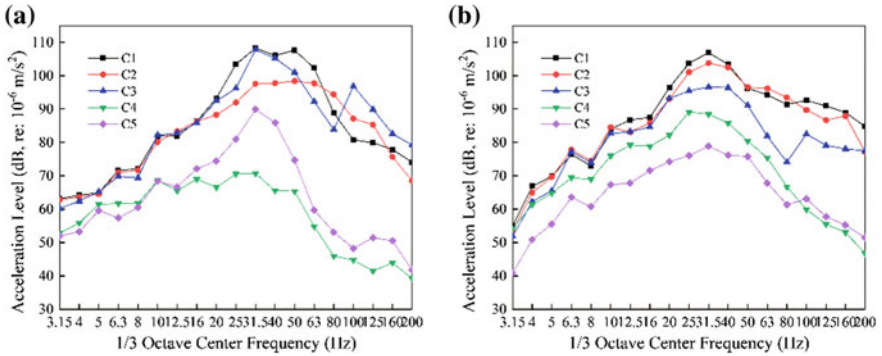 (a)
Acceleration Level (dB, re: 10-6 m/s2)
110
100
90
80
70
60
50
40
30
C1
C2
C3
C4
C5
3.15 4 5 6.3 8 10 12.5 16 20 25 31.5 40 50 63 80 100 125 160 200
1/3 Octave Center Frequency (Hz)
(b)
Acceleration Level (dB, re: 10-6 m/s2)
110
100
90
80
70
60
50
40
30
C1
C2
C3
C4
C5
3.15 4 5 6.3 8 10 12.5 16 20 25 31.5 40 50 63 80 100 125 160 200
1/3 Octave Center Frequency (Hz)